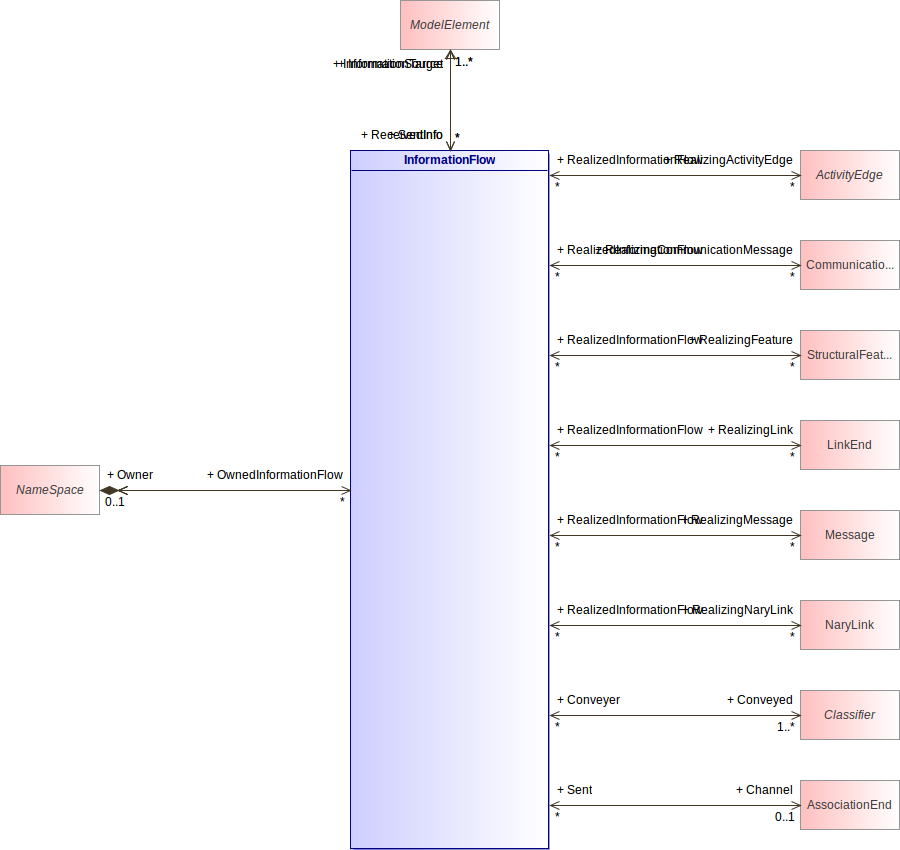 ModelElement
+ InformationTarget
+ InformationSource
1..*
+ ReceivedInfo
+ SentInfo
*
InformationFlow
+ RealizedInformationFlow
+ RealizingActivityEdge
*
*
ActivityEdge
+ RealizedInformationFlow
+ RealizingCommunicationMessage
*
*
Communicatio...
+ RealizedInformationFlow
+ RealizingFeature
*
*
StructuralFeat...
+ RealizedInformationFlow
+ RealizingLink
*
*
LinkEnd
NameSpace
+ Owner
0..1
+ OwnedInformationFlow
*
+ RealizedInformationFlow
+ RealizingMessage
*
*
Message
+ RealizedInformationFlow
+ RealizingNaryLink
*
*
NaryLink
+ Conveyer
+ Conveyed
*
1..*
Classifier
+ Sent
+ Channel
*
0..1
AssociationEnd